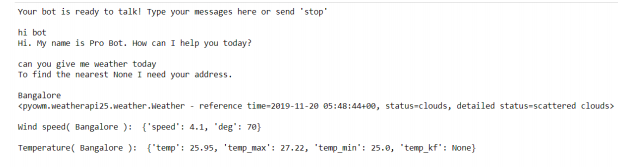 Your bot is ready to talk! Type your messages here or send 'stop'
hi bot
Hi. My name is Pro Bot. How can I help you today?
can you give me weather today
To find the nearest None I need your address.
Bangalore
<pyowm.weatherapi25.weather.Weather - reference time=2019-11-20 05:48:44+00, status=clouds, detailed status=scattered clouds>
Wind speed( Bangalore ):  {'speed': 4.1, 'deg': 70}
Temperature( Bangalore ):  {'temp': 25.95, 'temp_max': 27.22, 'temp_min': 25.0, 'temp_kf': None}